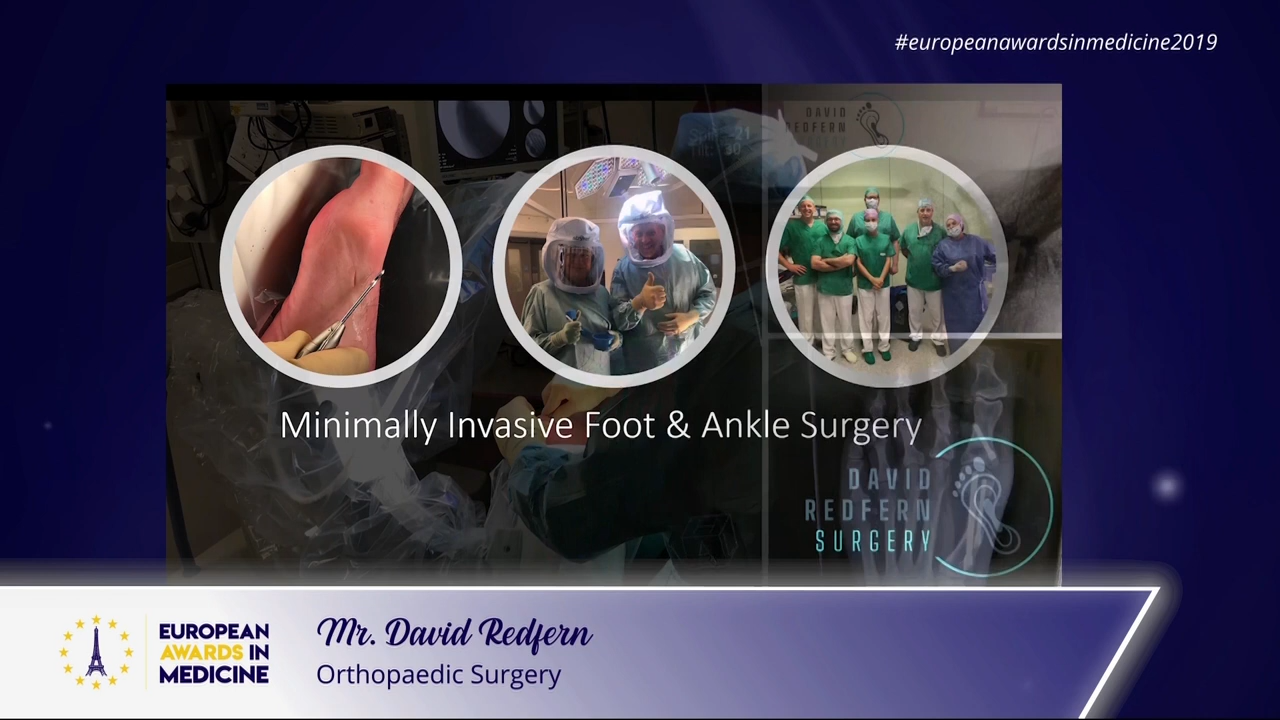 #europeanawardsinmedicine2019
DAVID
REDFERN
Minimally Invasive Foot & Ankle Surgery
DAVID
REDFERN
SURGERY
EUROPEAN
AWARDS IN
MEDICINE
Mr. David Redfern
Orthopaedic Surgery